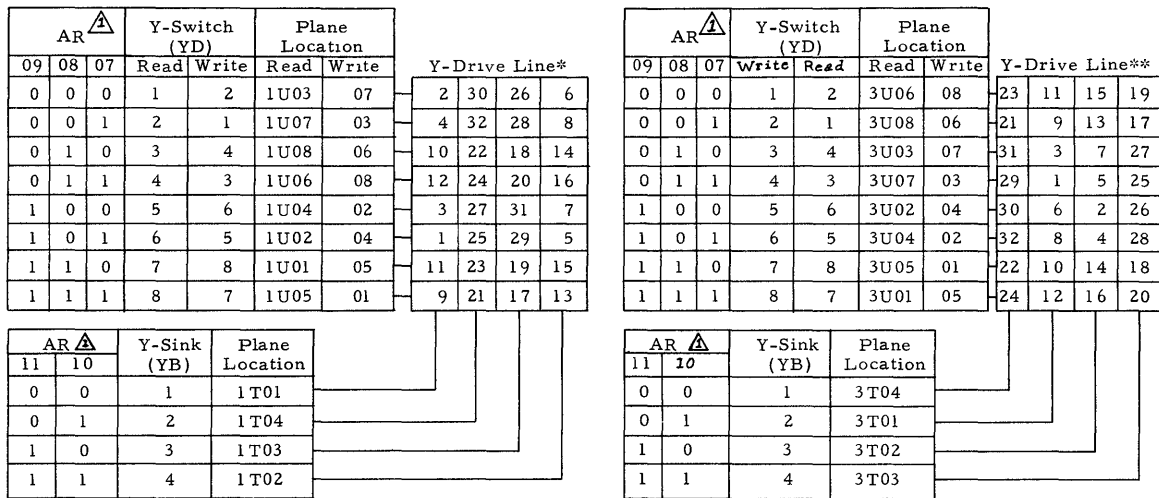 AR 1 Y-Switch (YD) Plane Location
09 08 07 Read Write Read Write Y-Drive Line*
0 0 0 1 2 1U03 07 2 30 26 6
0 0 1 2 1 1U07 03 4 32 28 8
0 1 0 3 4 1U08 06 10 22 18 14
0 1 1 4 3 1U06 08 12 24 20 16
1 0 0 5 6 1U04 02 3 27 31 7
1 0 1 6 5 1U02 04 1 25 29 5
1 1 0 7 8 1U01 05 11 23 19 15
1 1 1 8 7 1U05 01 9 21 17 13
AR Y-Sink (YB) Plane Location
11 10
0 0 1 1T01
0 1 2 1T04
1 0 3 1T03
1 1 4 1T02
AR 1 Y-Switch (YD) Plane Location
09 08 07 Write Read Read Write Y-Drive Line**
0 0 0 1 2 3U06 08 23 11 15 19
0 0 1 2 1 3U08 06 21 9 13 17
0 1 0 3 4 3U03 07 31 3 7 27
0 1 1 4 3 3U07 03 29 1 5 25
1 0 0 5 6 3U02 04 30 6 2 26
1 0 1 6 5 3U04 02 32 8 4 28
1 1 0 7 8 3U05 01 22 10 14 18
1 1 1 8 7 3U01 05 24 12 16 20
AR 1 Y-Sink (YB) Plane Location
11 10
0 0 1 3T04
0 1 2 3T01
1 0 3 3T02
1 1 4 3T03